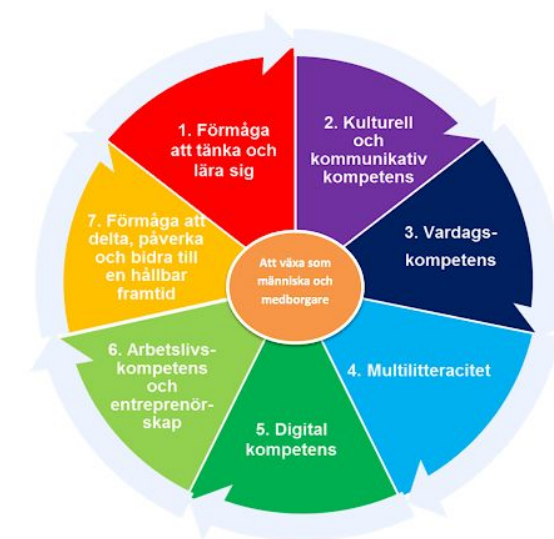 1. Förmåga
att tänka och
lära sig
2. Kulturell
och
kommunikativ
kompetens
3. Vardags-
kompetens
4. Multilitteracitet
5. Digital
kompetens
6. Arbetslivs-
kompetens
och
entreprenör-
skap
7. Förmåga att
delta, påverka
och bidra till
en hållbar
framtid
Att växa som
människa och
medborgare